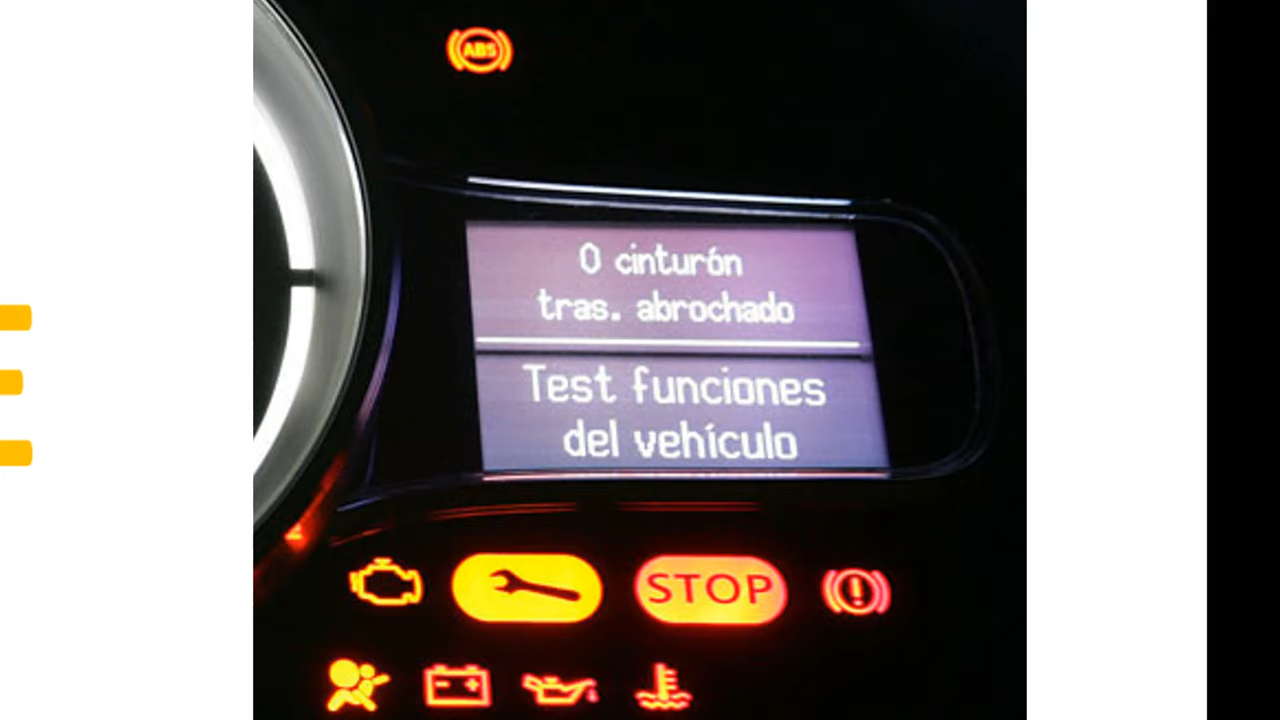 ABS
0 cinturón
tras. abrochado
Test funciones
del vehículo
STOP